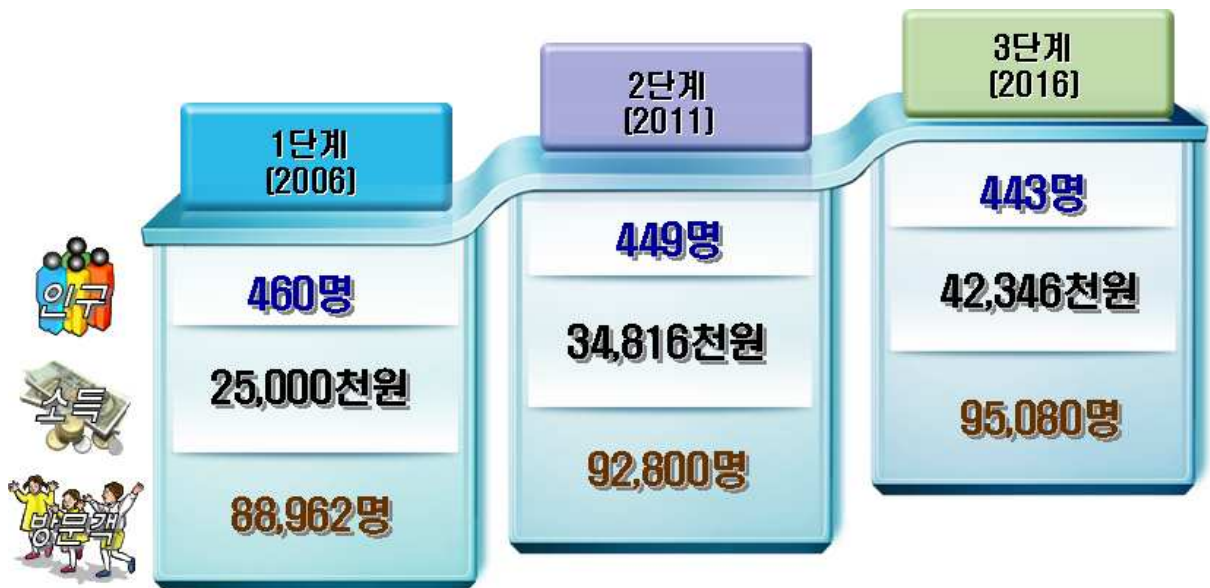 1단계
(2006)
2단계
(2011)
3단계
(2016)
인구
460명
449명
443명
소득
25,000천원
34,816천원
42,346천원
방문객
88,962명
92,800명
95,080명